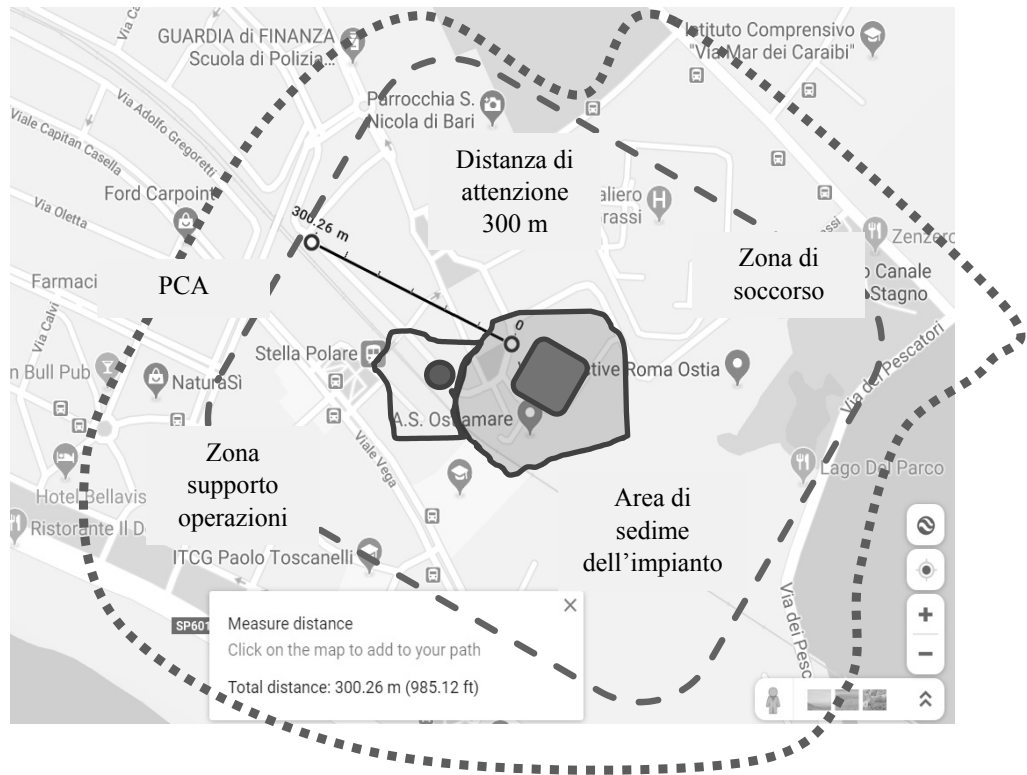 GUARDIA di FINANZA
Scuola di Polizia...
Istituto Comprensivo
"Via Mar dei Caraibi"
Via Adolfo Gregoretti
Viale Capitan Casella
Parrocchia S.
Nicola di Bari
Distanza di
attenzione
300 m
Ford Carpoint
Via Oletta
300.26 m
H
Zenzero
Canale
Stagno
Zona di
soccorso
PCA
Farmaci
Via Calvi
0
Stella Polare
NaturaSì
n Bull Pub
tive Roma Ostia
A.S. Ostiamare
Via dei Pescatori
Viale Vega
Zona
supporto
operazioni
Lago Del Parco
Hotel Bellavis
Ristorante Il D
Area di
sedime
dell'impianto
ITCG Paolo Toscanelli
Via dei Pesc
SP601
Measure distance
Click on the map to add to your path
Total distance: 300.26 m (985.12 ft)